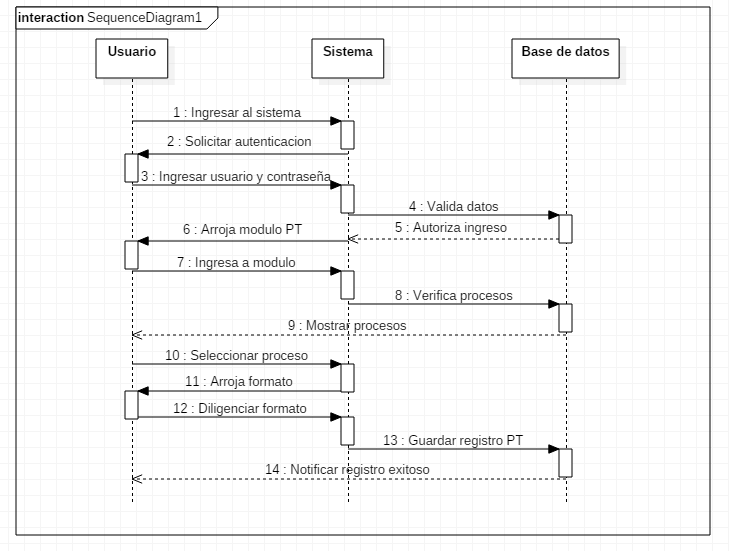 interaction SequenceDiagram1
Usuario
Sistema
Base de datos
1 : Ingresar al sistema
2 : Solicitar autenticacion
3 : Ingresar usuario y contraseña
4 : Valida datos
5 : Autoriza ingreso
6 : Arroja modulo PT
7 : Ingresa a modulo
8 : Verifica procesos
9 : Mostrar procesos
10 : Seleccionar proceso
11 : Arroja formato
12 : Diligenciar formato
13 : Guardar registro PT
14 : Notificar registro exitoso